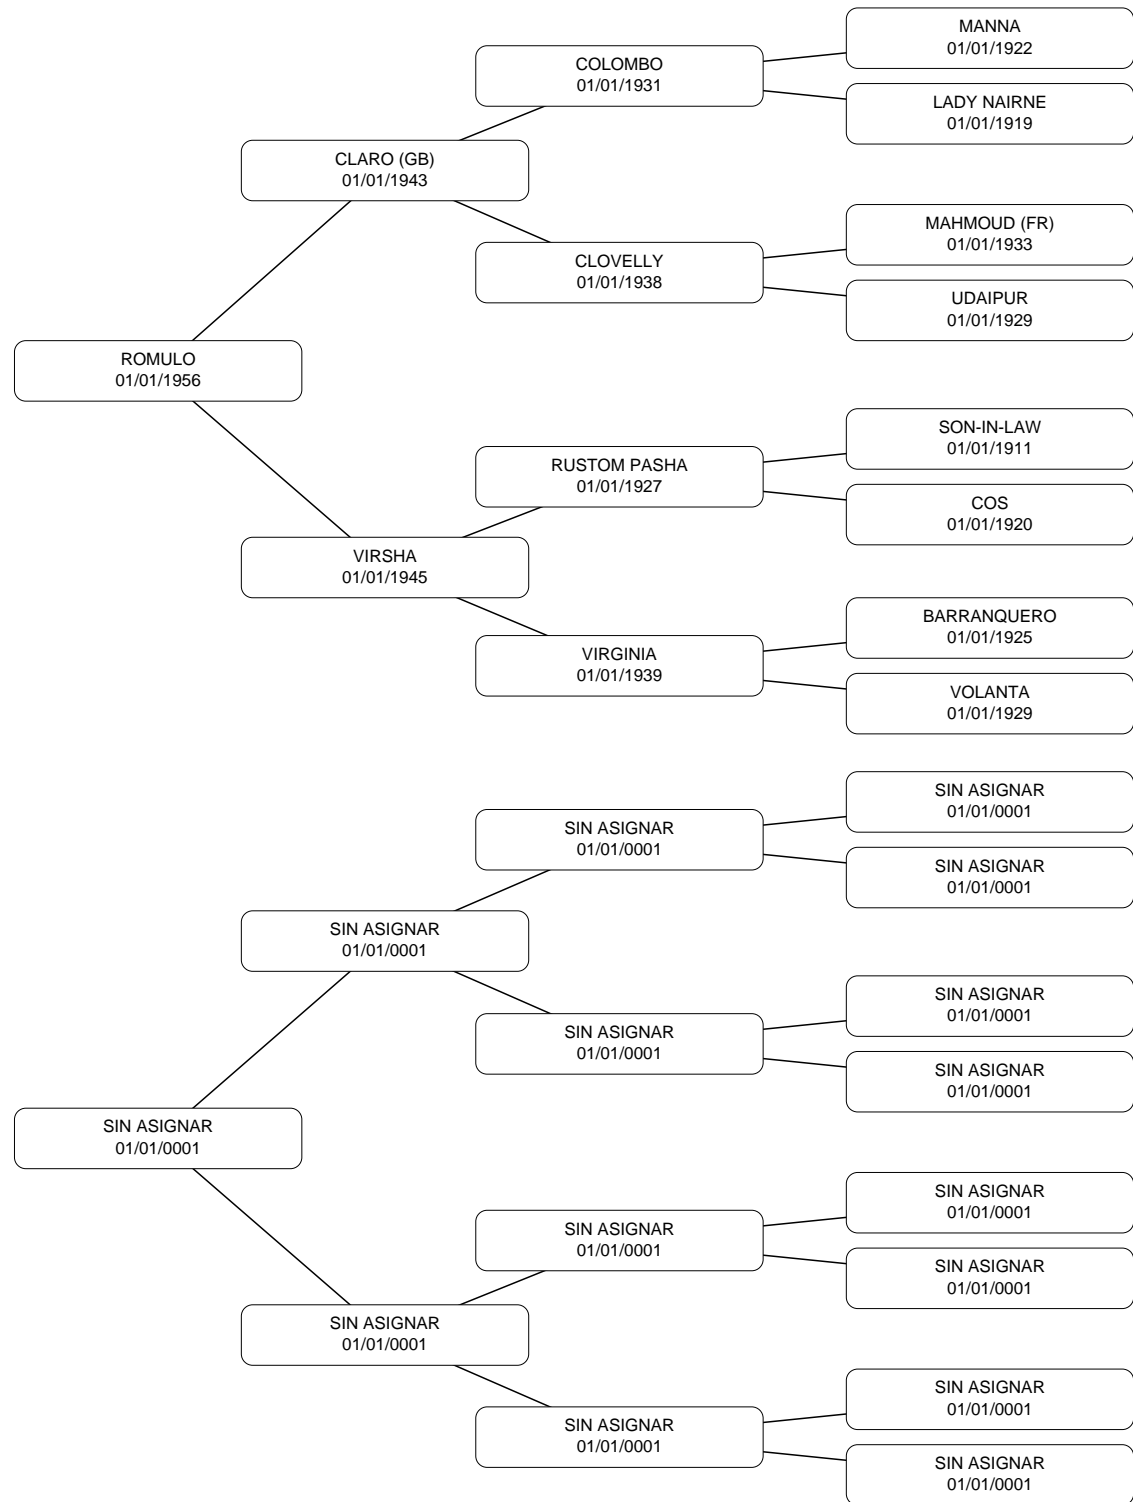 MANNA
01/01/1922
COLOMBO
01/01/1931
LADY NAIRNE
01/01/1919
CLARO (GB)
01/01/1943
MAHMOUD (FR)
01/01/1933
CLOVELLY
01/01/1938
UDAIPUR
01/01/1929
ROMULO
01/01/1956
SON-IN-LAW
01/01/1911
RUSTOM PASHA
01/01/1927
COS
01/01/1920
VIRSHA
01/01/1945
BARRANQUERO
01/01/1925
VIRGINIA
01/01/1939
VOLANTA
01/01/1929
SIN ASIGNAR
01/01/0001
SIN ASIGNAR
01/01/0001
SIN ASIGNAR
01/01/0001
SIN ASIGNAR
01/01/0001
SIN ASIGNAR
01/01/0001
SIN ASIGNAR
01/01/0001
SIN ASIGNAR
01/01/0001
SIN ASIGNAR
01/01/0001
SIN ASIGNAR
01/01/0001
SIN ASIGNAR
01/01/0001
SIN ASIGNAR
01/01/0001
SIN ASIGNAR
01/01/0001
SIN ASIGNAR
01/01/0001
SIN ASIGNAR
01/01/0001
SIN ASIGNAR
01/01/0001